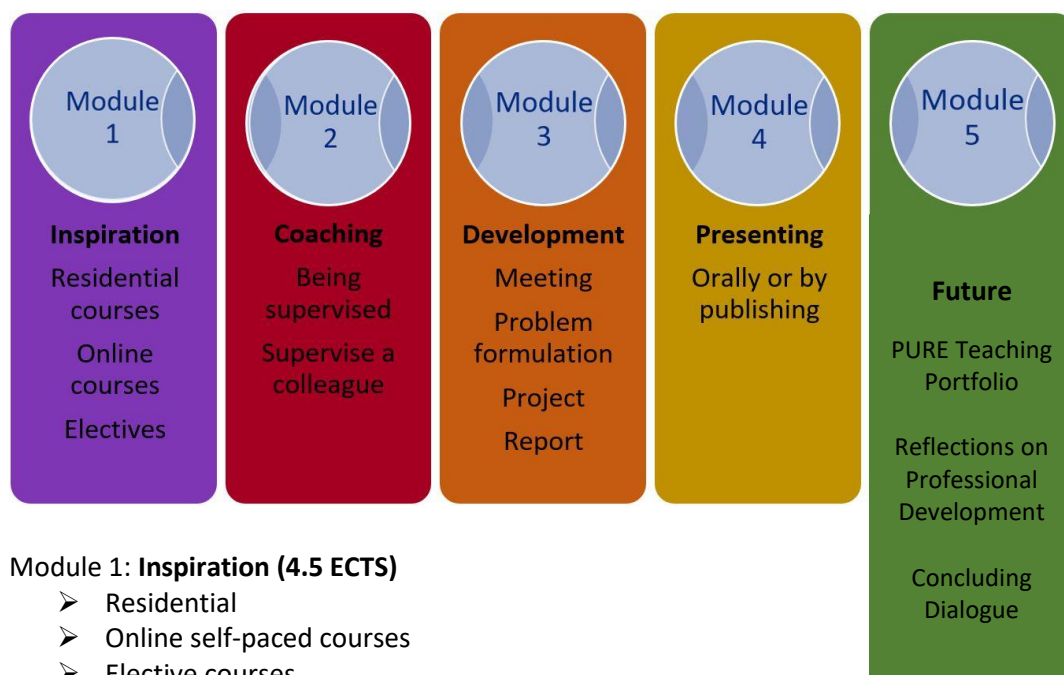 Module
1
Inspiration
Residential
courses
Online
courses
Electives
Module
2
Coaching
Being
supervised
Supervise a
colleague
Module
3
Development
Meeting
Problem
formulation
Project
Report
Module
4
Presenting
Orally or by
publishing
Module
5
Future
PURE Teaching
Portfolio
Reflections on
Professional
Development
Concluding
Dialogue
Module 1: Inspiration (4.5 ECTS)
➢ Residential
➢ Online self-paced courses
➢ Elective courses